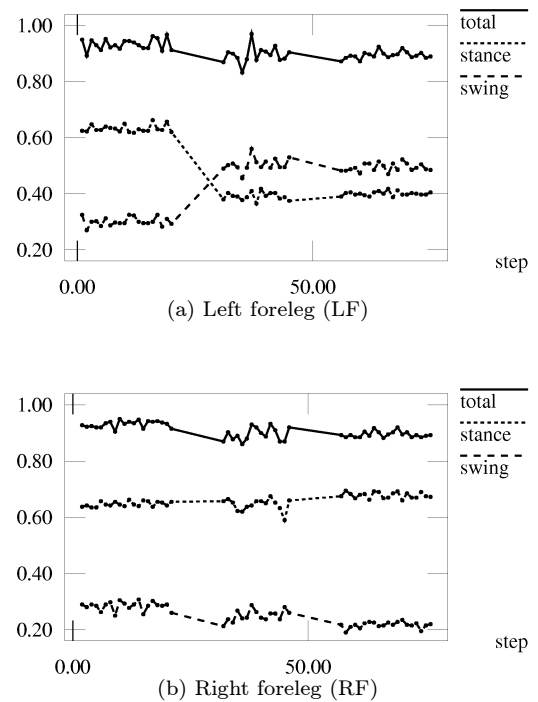 1.00
0.80
0.60
0.40
0.20
0.00
50.00
step
total
stance
swing
(a) Left foreleg (LF)
1.00
0.80
0.60
0.40
0.20
0.00
50.00
step
total
stance
swing
(b) Right foreleg (RF)